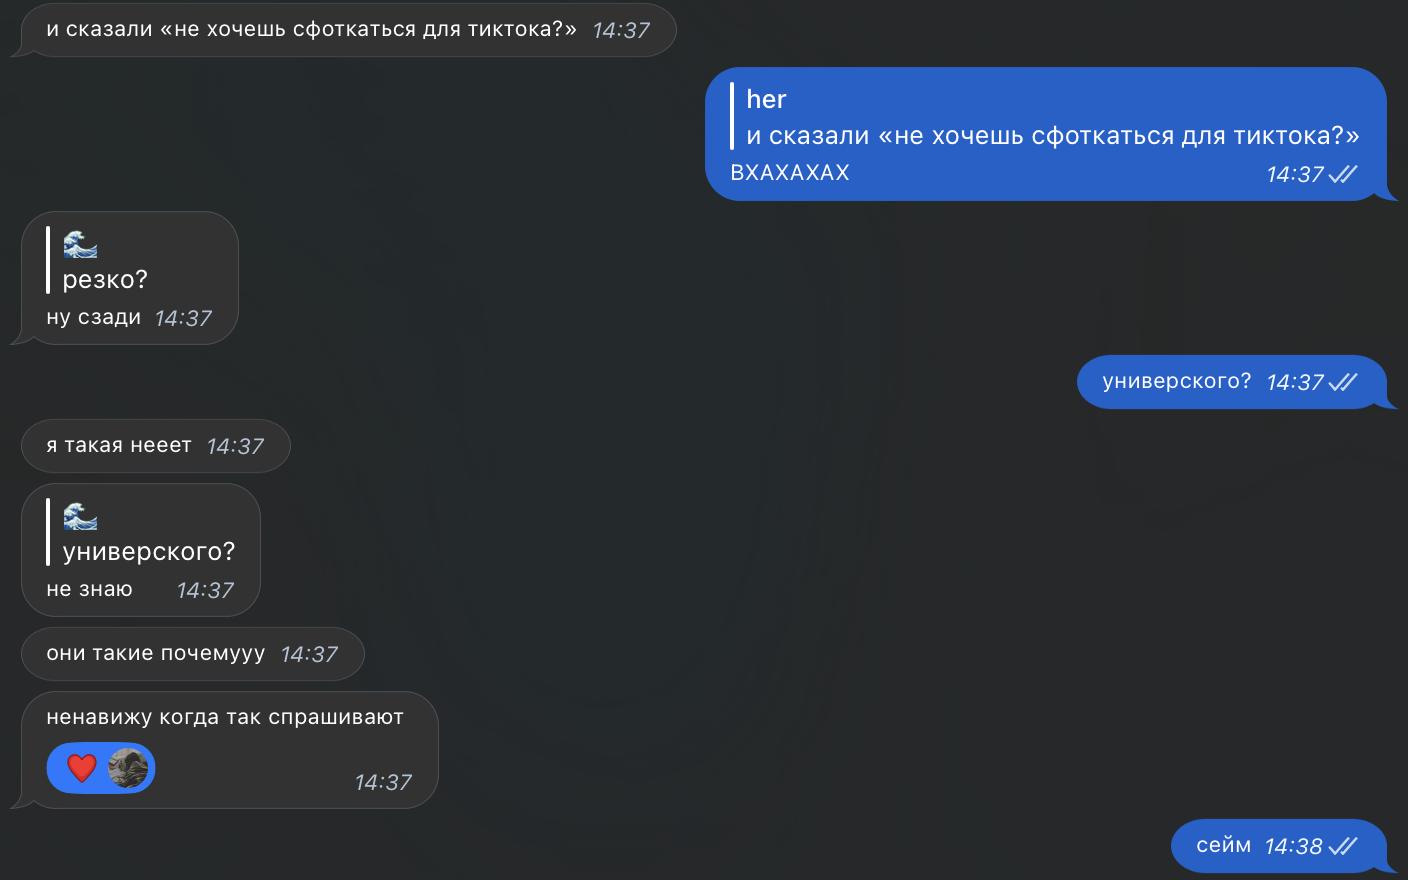 и сказали «не хочешь сфоткаться для тиктока?» 14:37
her
и сказали «не хочешь сфоткаться для тиктока?»
ВХАХАХАХ 14:37
🌊
резко?
ну сзади 14:37
универского? 14:37
я такая нееет 14:37
🌊
универского?
не знаю 14:37
они такие почемууу 14:37
ненавижу когда так спрашивают
❤️ 14:37
сейм 14:38